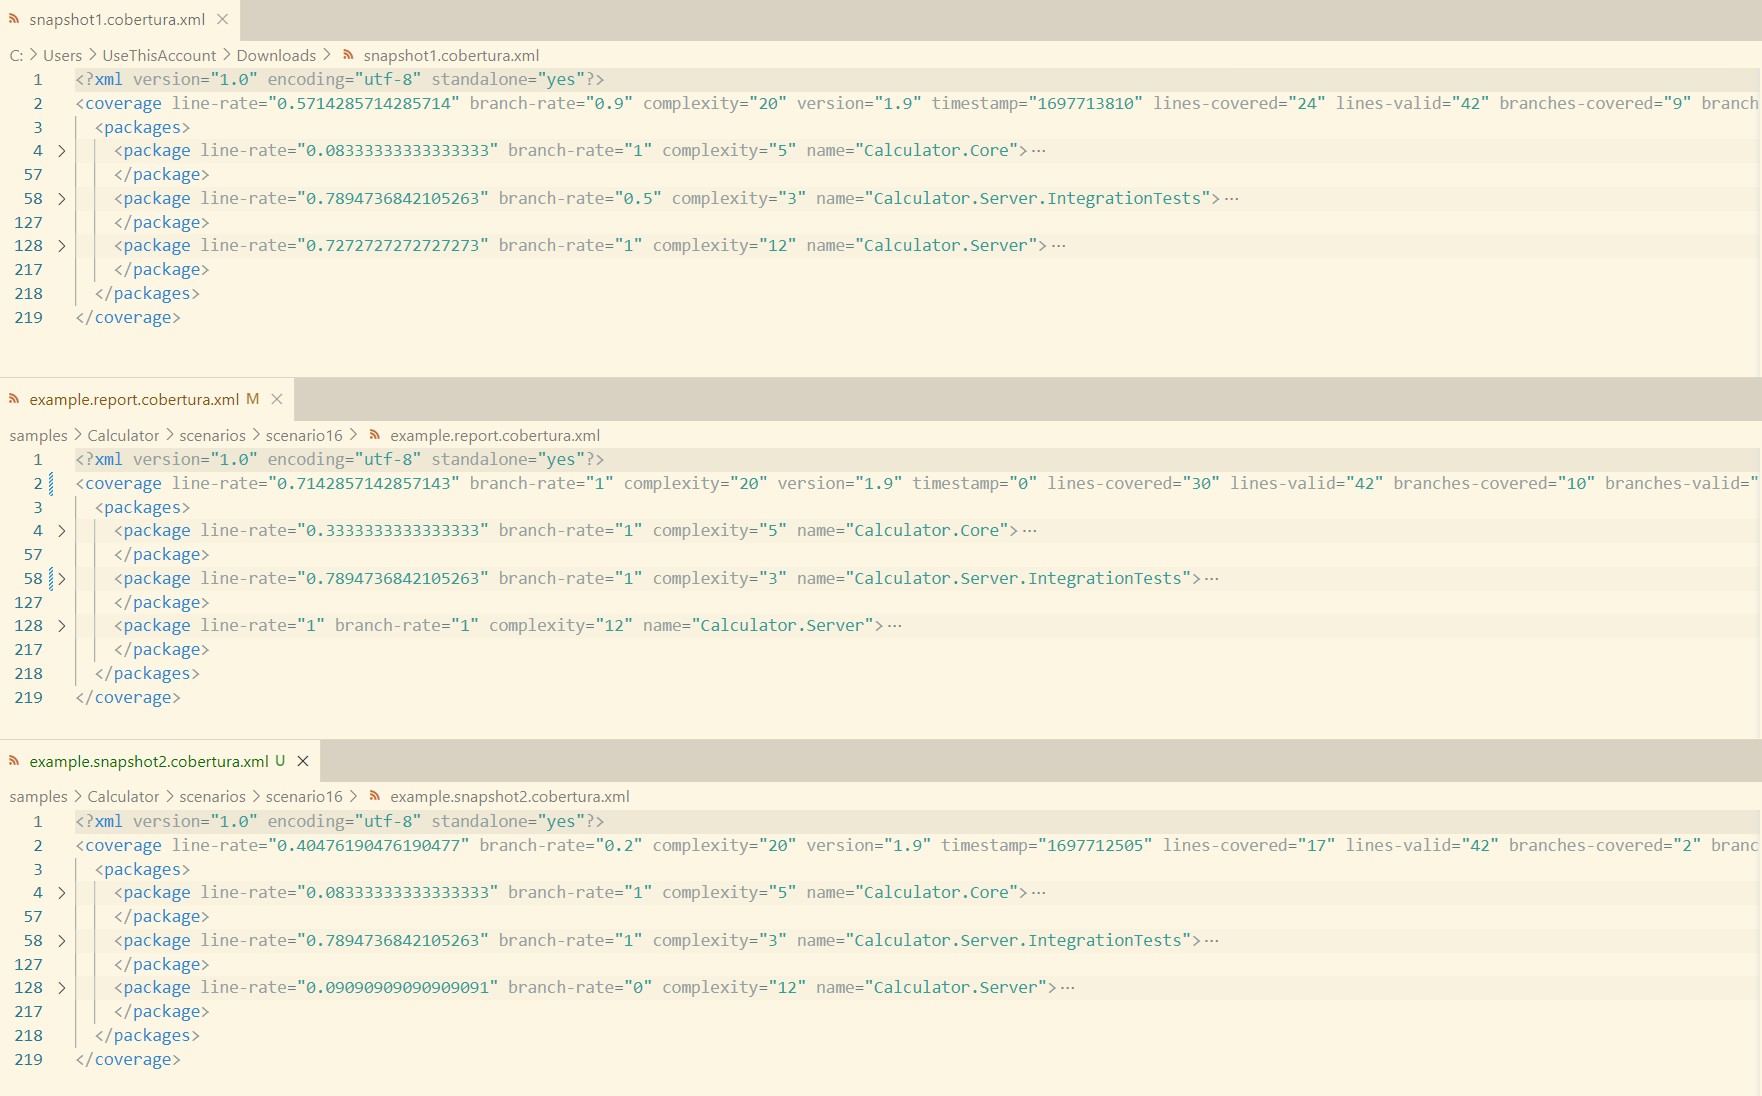 snapshot1.cobertura.xml
C: > Users > UseThisAccount > Downloads > snapshot1.cobertura.xml
1 <?xml version="1.0" encoding="utf-8" standalone="yes"?>
2 <coverage line-rate="0.5714285714285714" branch-rate="0.9" complexity="20" version="1.9" timestamp="1697713810" lines-covered="24" lines-valid="42" branches-covered="9" branch
3 <packages>
4 > <package line-rate="0.08333333333333333" branch-rate="1" complexity="5" name="Calculator.Core">···
57 </package>
58 > <package line-rate="0.7894736842105263" branch-rate="0.5" complexity="3" name="Calculator.Server.IntegrationTests">···
127 </package>
128 > <package line-rate="0.7272727272727273" branch-rate="1" complexity="12" name="Calculator.Server">···
217 </package>
218 </packages>
219 </coverage>
example.report.cobertura.xml M
samples > Calculator > scenarios > scenario16 > example.report.cobertura.xml
1 <?xml version="1.0" encoding="utf-8" standalone="yes"?>
2 <coverage line-rate="0.7142857142857143" branch-rate="1" complexity="20" version="1.9" timestamp="0" lines-covered="30" lines-valid="42" branches-covered="10" branches-valid="
3 <packages>
4 > <package line-rate="0.3333333333333333" branch-rate="1" complexity="5" name="Calculator.Core">···
57 </package>
58 > <package line-rate="0.7894736842105263" branch-rate="1" complexity="3" name="Calculator.Server.IntegrationTests">···
127 </package>
128 > <package line-rate="1" branch-rate="1" complexity="12" name="Calculator.Server">···
217 </package>
218 </packages>
219 </coverage>
example.snapshot2.cobertura.xml U
samples > Calculator > scenarios > scenario16 > example.snapshot2.cobertura.xml
1 <?xml version="1.0" encoding="utf-8" standalone="yes"?>
2 <coverage line-rate="0.40476190476190477" branch-rate="0.2" complexity="20" version="1.9" timestamp="1697712505" lines-covered="17" lines-valid="42" branches-covered="2" branc
3 <packages>
4 > <package line-rate="0.08333333333333333" branch-rate="1" complexity="5" name="Calculator.Core">···
57 </package>
58 > <package line-rate="0.7894736842105263" branch-rate="1" complexity="3" name="Calculator.Server.IntegrationTests">···
127 </package>
128 > <package line-rate="0.09090909090909091" branch-rate="0" complexity="12" name="Calculator.Server">···
217 </package>
218 </packages>
219 </coverage>